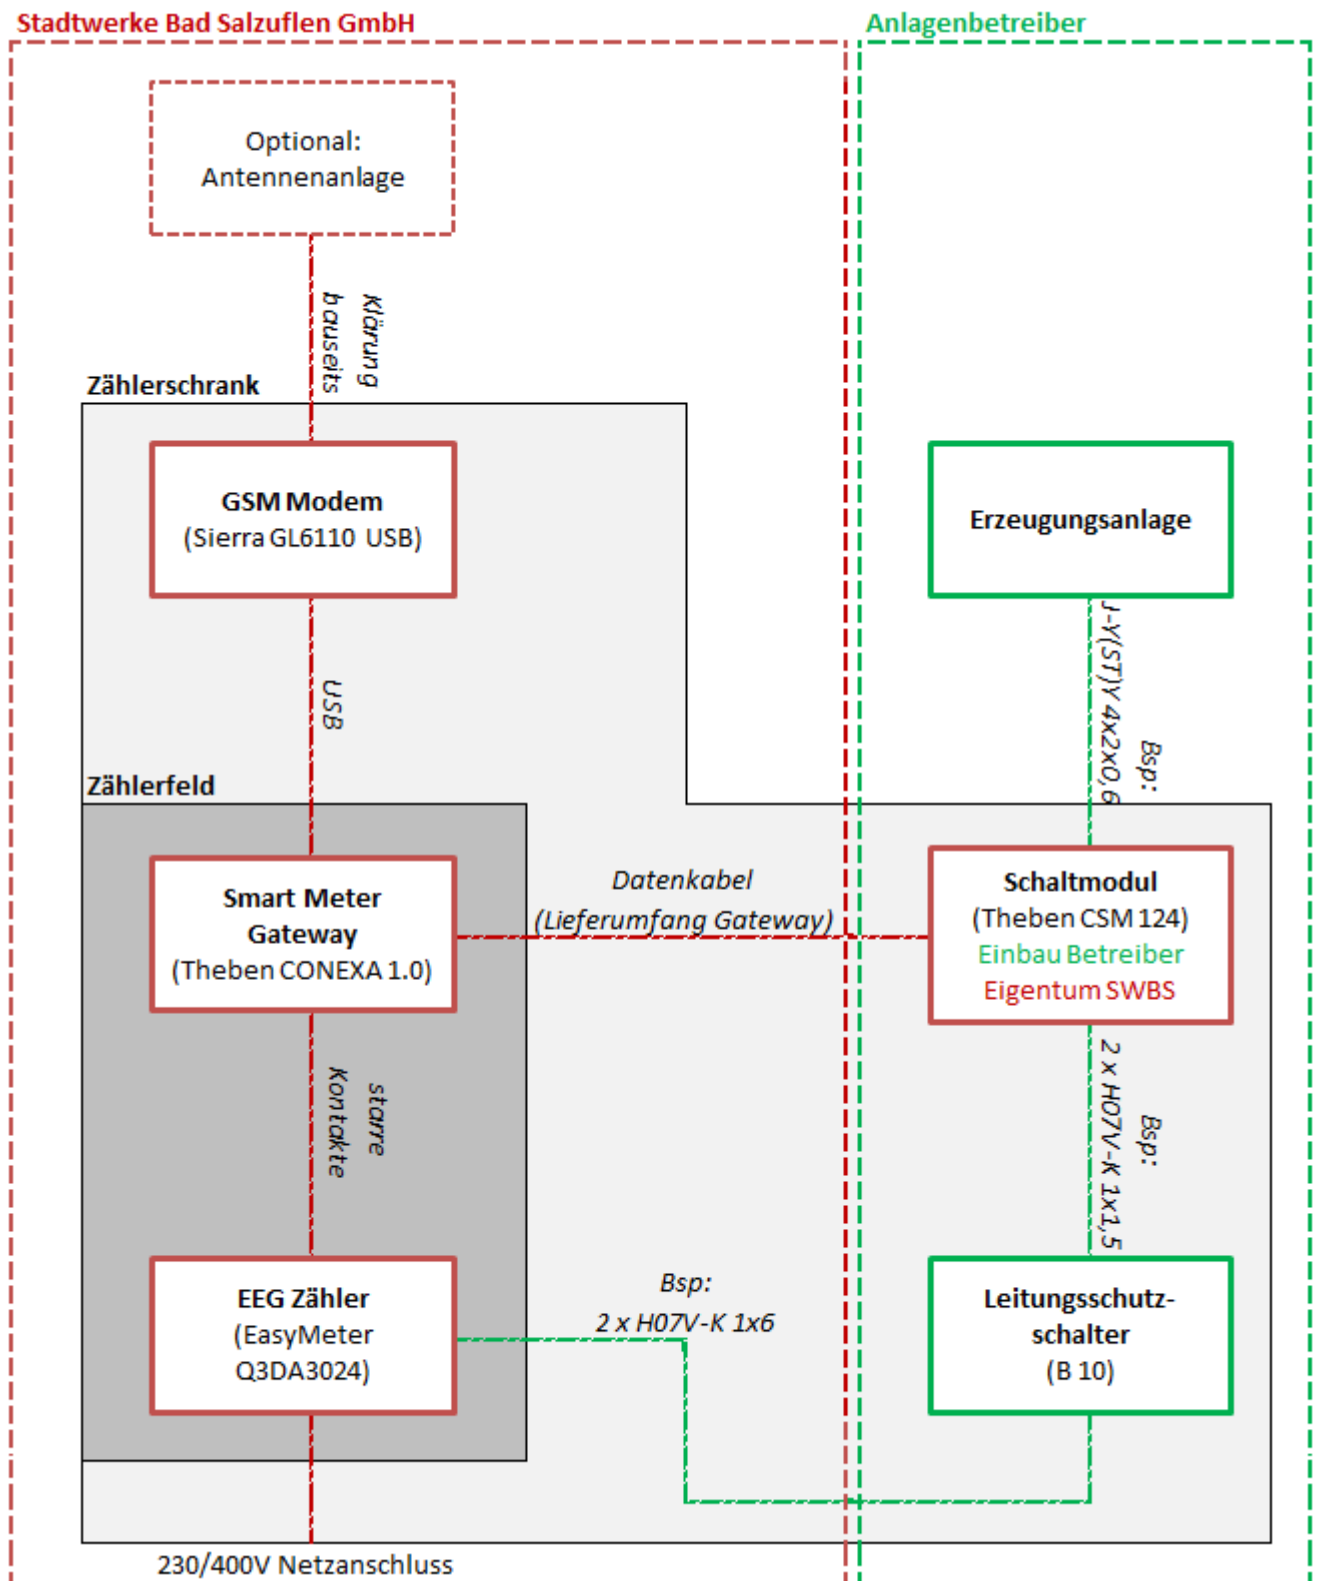 Stadtwerke Bad Salzuflen GmbH
Anlagenbetreiber
Optional:
Antennenanlage
Klärung
bauseits
Zählerschrank
GSM Modem
(Sierra GL6110 USB)
Erzeugungsanlage
USB
Bsp:
J-Y(ST)Y 4x2x0,6
Zählerfeld
Smart Meter
Gateway
(Theben CONEXA 1.0)
Datenkabel
(Lieferumfang Gateway)
Schaltmodul
(Theben CSM 124)
Einbau Betreiber
Eigentum SWBS
starre
Kontakte
Bsp:
2 x H07V-K 1x1,5
EEG Zähler
(EasyMeter
Q3DA3024)
Bsp:
2 x H07V-K 1x6
Leitungsschutz-
schalter
(B 10)
230/400V Netzanschluss